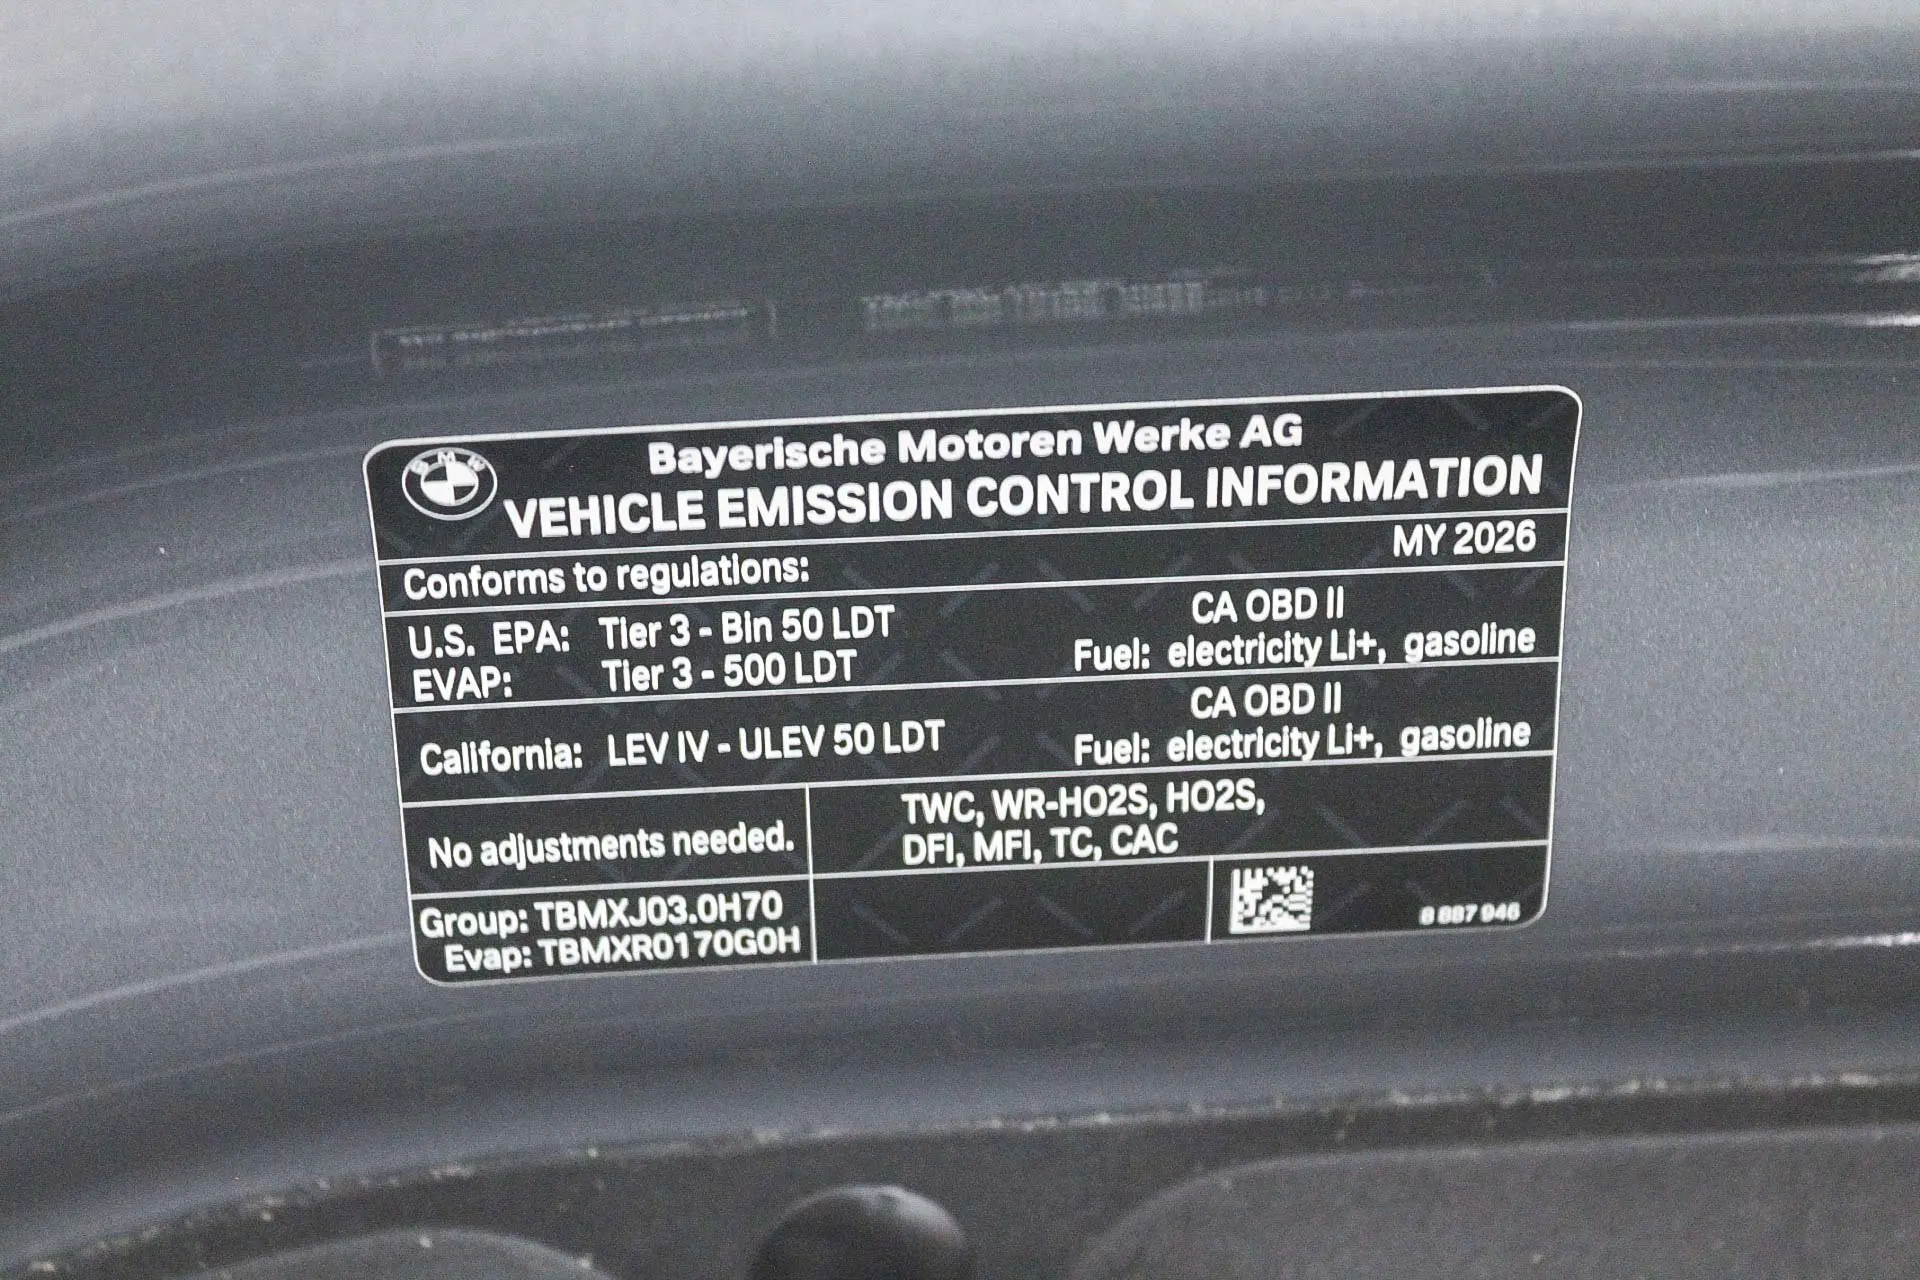 BMW
Bayerische Motoren Werke AG
VEHICLE EMISSION CONTROL INFORMATION
MY 2026
Conforms to regulations:
U.S. EPA: Tier 3 - Bin 50 LDT
CA OBD II
EVAP: Tier 3 - 500 LDT
Fuel: electricity Li+, gasoline
CA OBD II
California: LEV IV - ULEV 50 LDT
Fuel: electricity Li+, gasoline
No adjustments needed.
TWC, WR-HO2S, HO2S,
DFI, MFI, TC, CAC
Group: TBMXJ03.0H70
Evap: TBMXR0170G0H
8 887 946